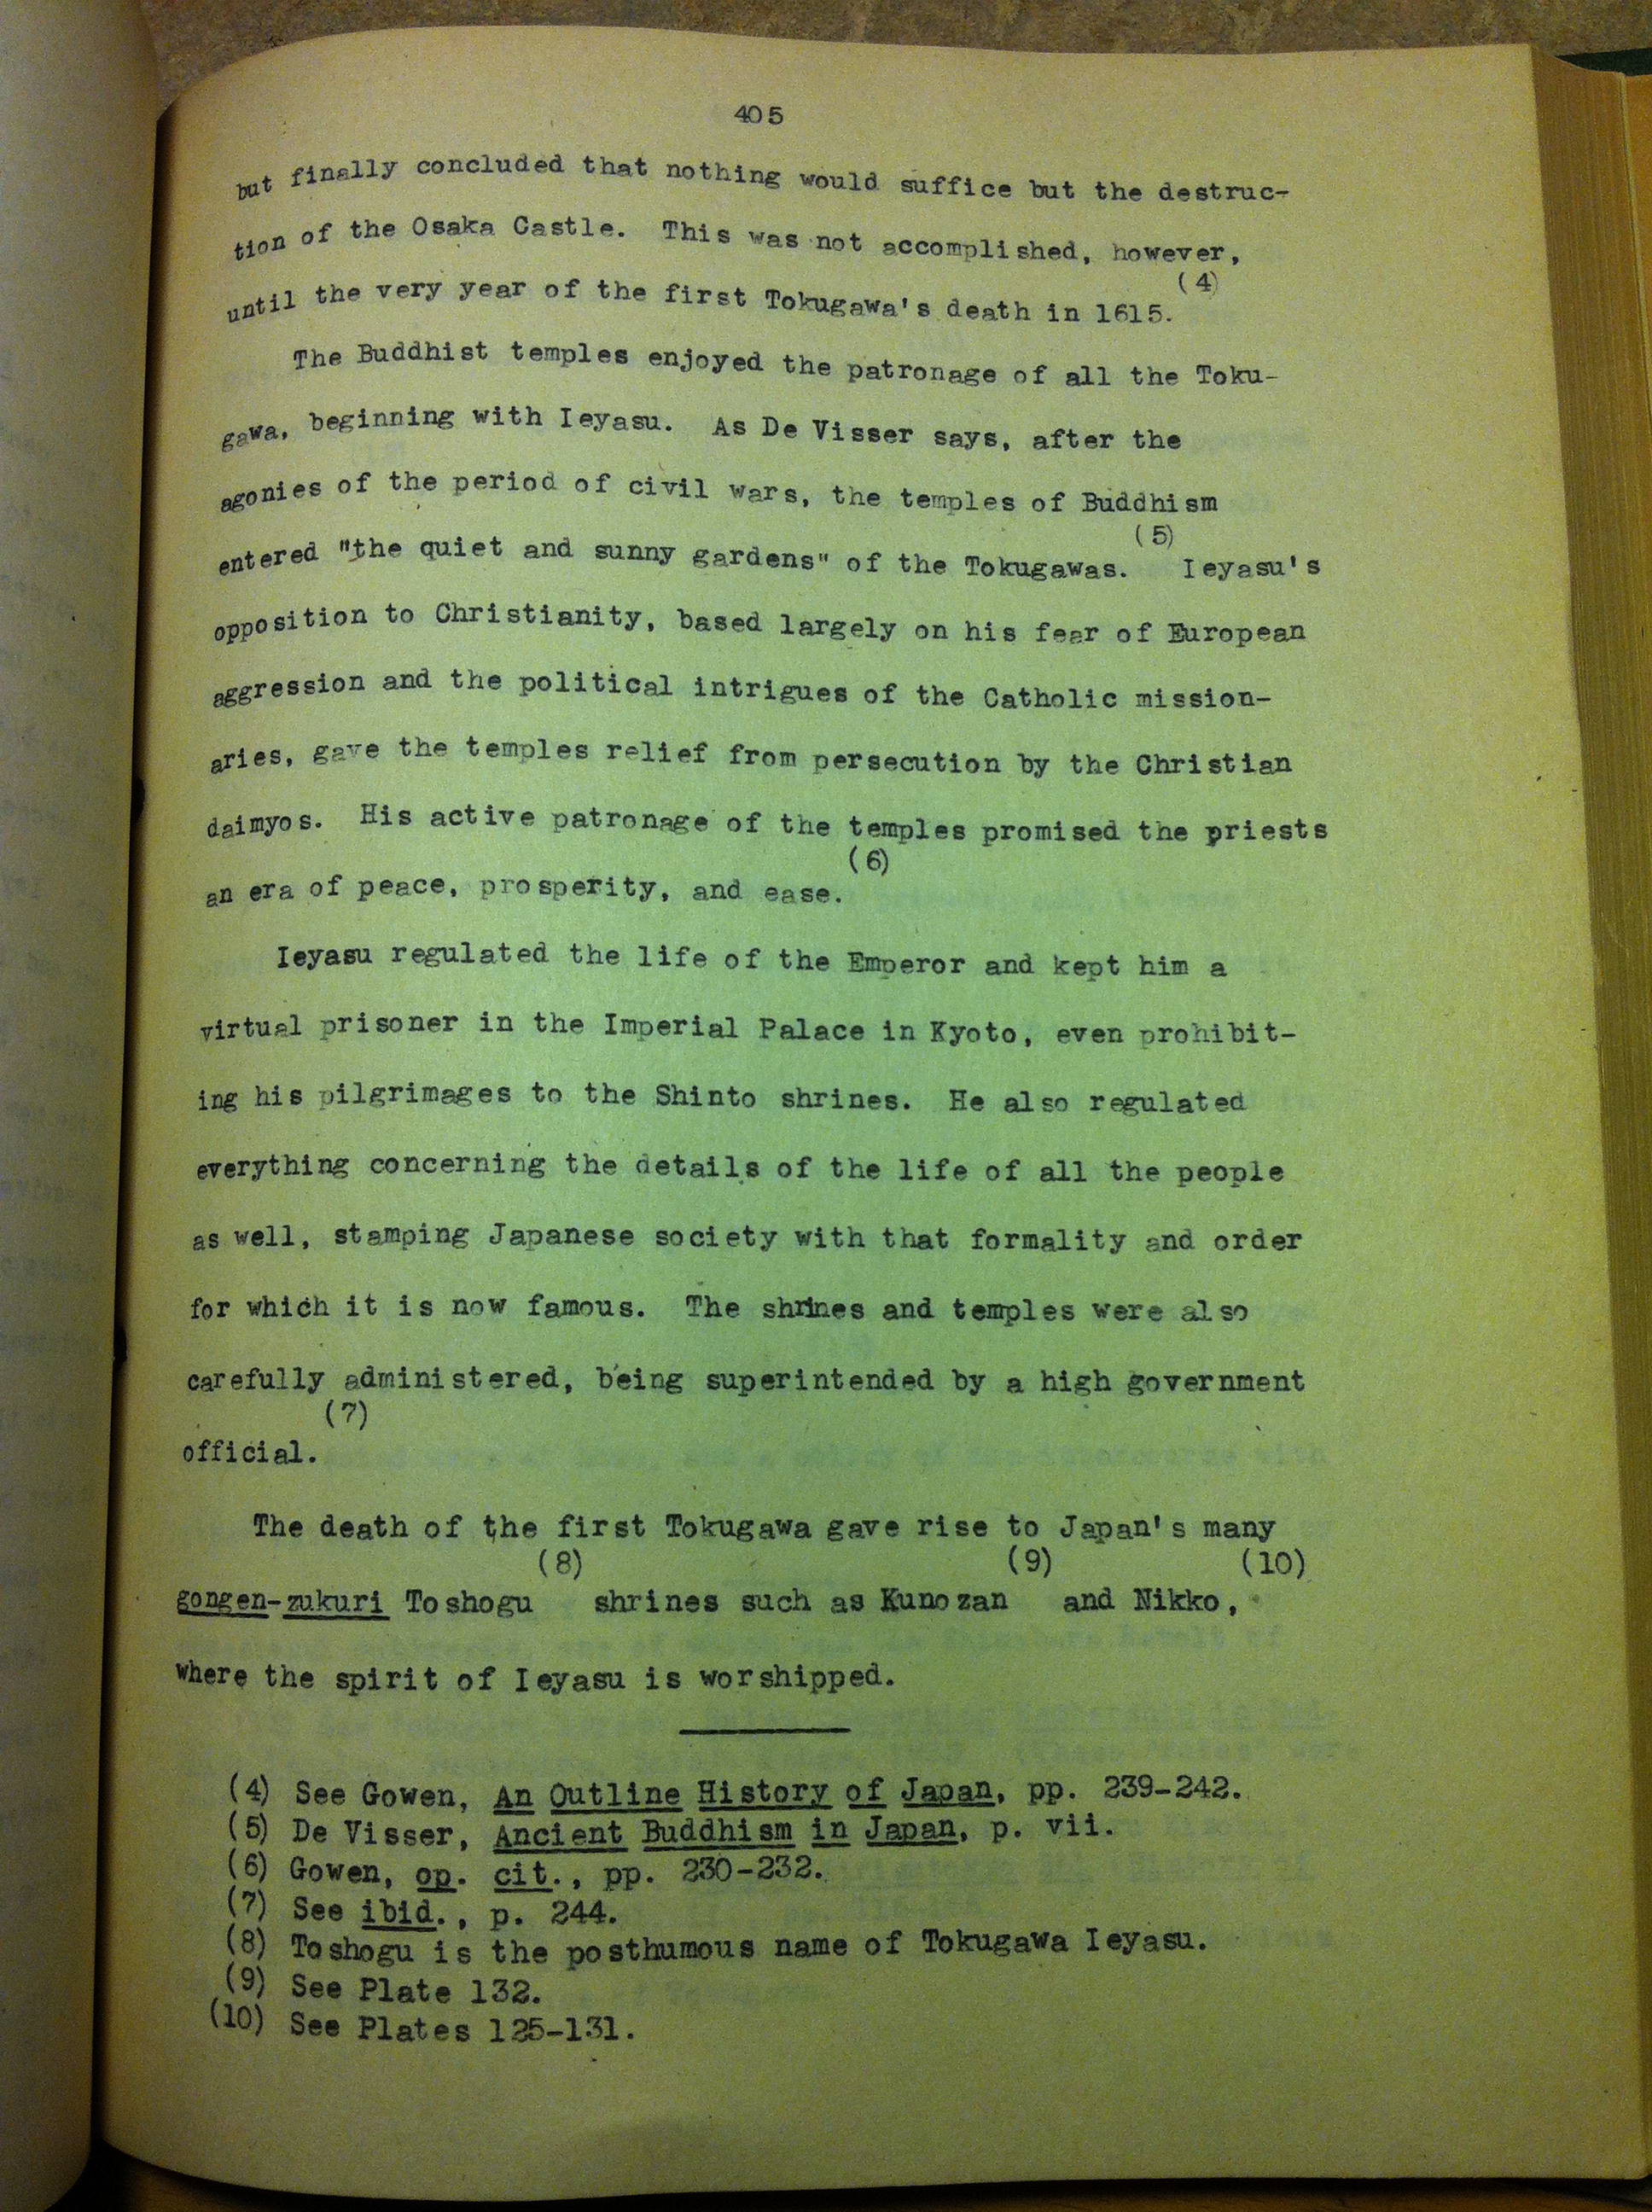 405
but finally concluded that nothing would suffice but the destruc-
tion of the Osaka Castle. This was not accomplished, however,
(4)
until the very year of the first Tokugawa's death in 1615.
The Buddhist temples enjoyed the patronage of all the Toku-
gawa, beginning with Ieyasu. As De Visser says, after the
agonies of the period of civil wars, the temples of Buddhism
(5)
entered "the quiet and sunny gardens" of the Tokugawas. Ieyasu's
opposition to Christianity, based largely on his fear of European
aggression and the political intrigues of the Catholic mission-
aries, gave the temples relief from persecution by the Christian
daimyos. His active patronage of the temples promised the priests
(6)
an era of peace, prosperity, and ease.
Ieyasu regulated the life of the Emperor and kept him a
virtual prisoner in the Imperial Palace in Kyoto, even prohibit-
ing his pilgrimages to the Shinto shrines. He also regulated
everything concerning the details of the life of all the people
as well, stamping Japanese society with that formality and order
for which it is now famous. The shrines and temples were also
carefully administered, being superintended by a high government
(7)
official.
The death of the first Tokugawa gave rise to Japan's many
(8) (9) (10)
gongen-zukuri Toshogu shrines such as Kunozan and Nikko,
where the spirit of Ieyasu is worshipped.
(4) See Gowen, An Outline History of Japan, pp. 239-242.
(5) De Visser, Ancient Buddhism in Japan, p. vii.
(6) Gowen, op. cit., pp. 230-232.
(7) See ibid., p. 244.
(8) Toshogu is the posthumous name of Tokugawa Ieyasu.
(9) See Plate 132.
(10) See Plates 125-131.